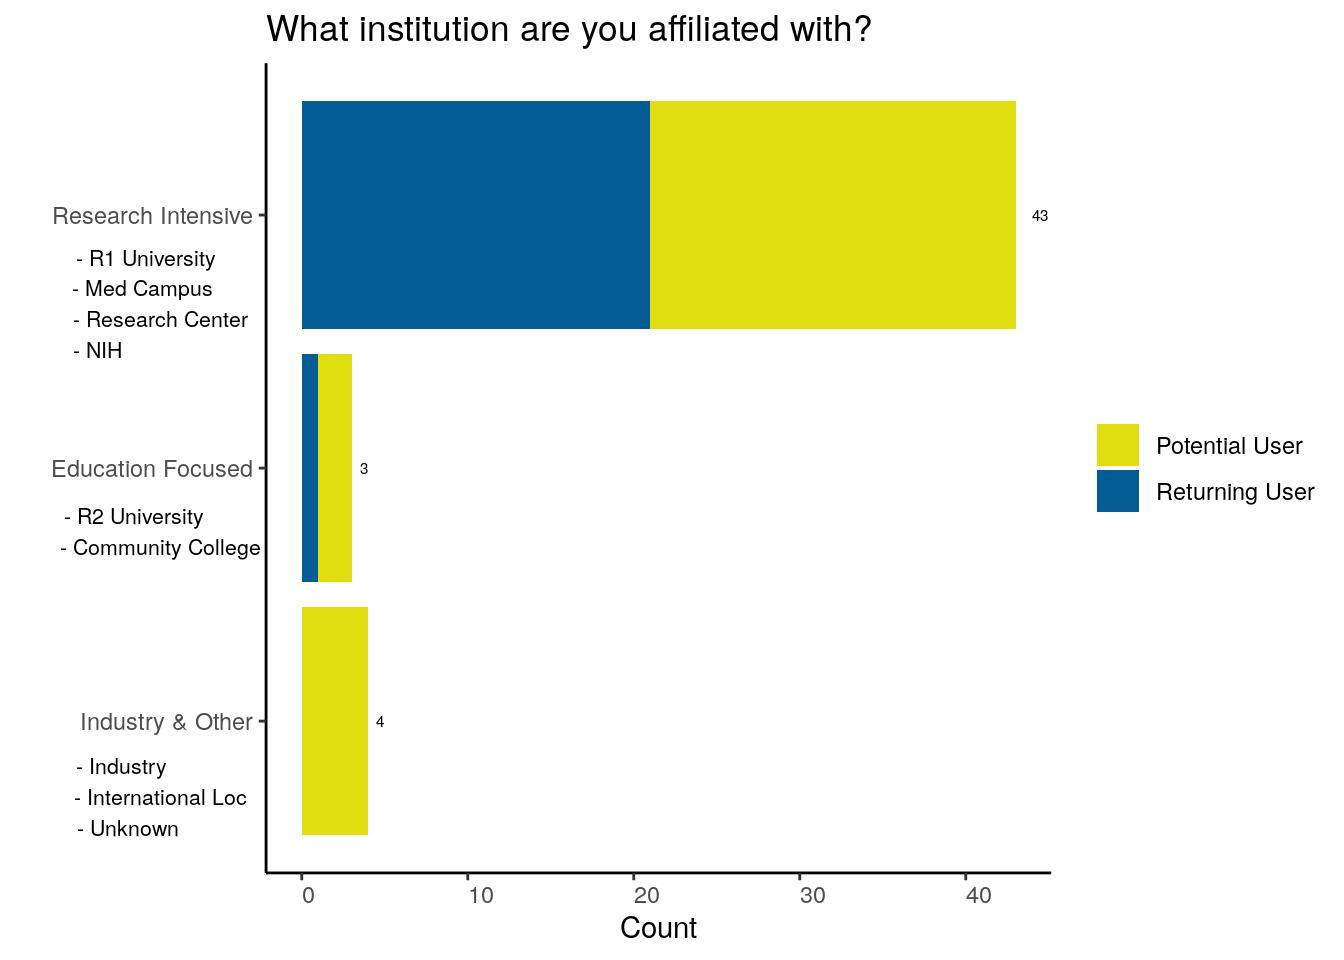 What institution are you affiliated with?
Research Intensive
43
- R1 University
- Med Campus
- Research Center
- NIH
Education Focused
3
- R2 University
- Community College
Industry & Other
4
- Industry
- International Loc
- Unknown
0 10 20 30 40
Count
Potential User
Returning User